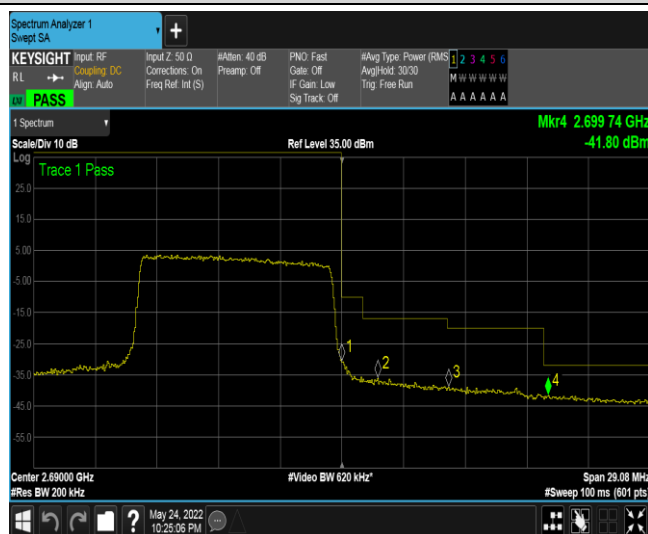 Spectrum Analyzer 1
Swept SA
+
KEYSIGHT Input: RF Input Z: 50 Ω #Atten: 40 dB PNO: Fast #Avg Type: Power (RMS 1 2 3 4 5 6
RL Coupling: DC Corrections: On Preamp: Off Gate: Off Avg|Hold: 30/30 M W W W W W
Align: Auto Freq Ref: Int (S) IF Gain: Low Trig: Free Run
LXI PASS Sig Track: Off A A A A A A
1 Spectrum Mkr4 2.699 74 GHz
Scale/Div 10 dB Ref Level 35.00 dBm -41.80 dBm
Log
Trace 1 Pass
25.0
15.0
5.00
-5.00
-15.0
-25.0
1
2
3
-35.0
4
-45.0
-55.0
Center 2.69000 GHz #Video BW 620 kHz* Span 29.08 MHz
#Res BW 200 kHz #Sweep 100 ms (601 pts)
? May 24, 2022
10:25:06 PM